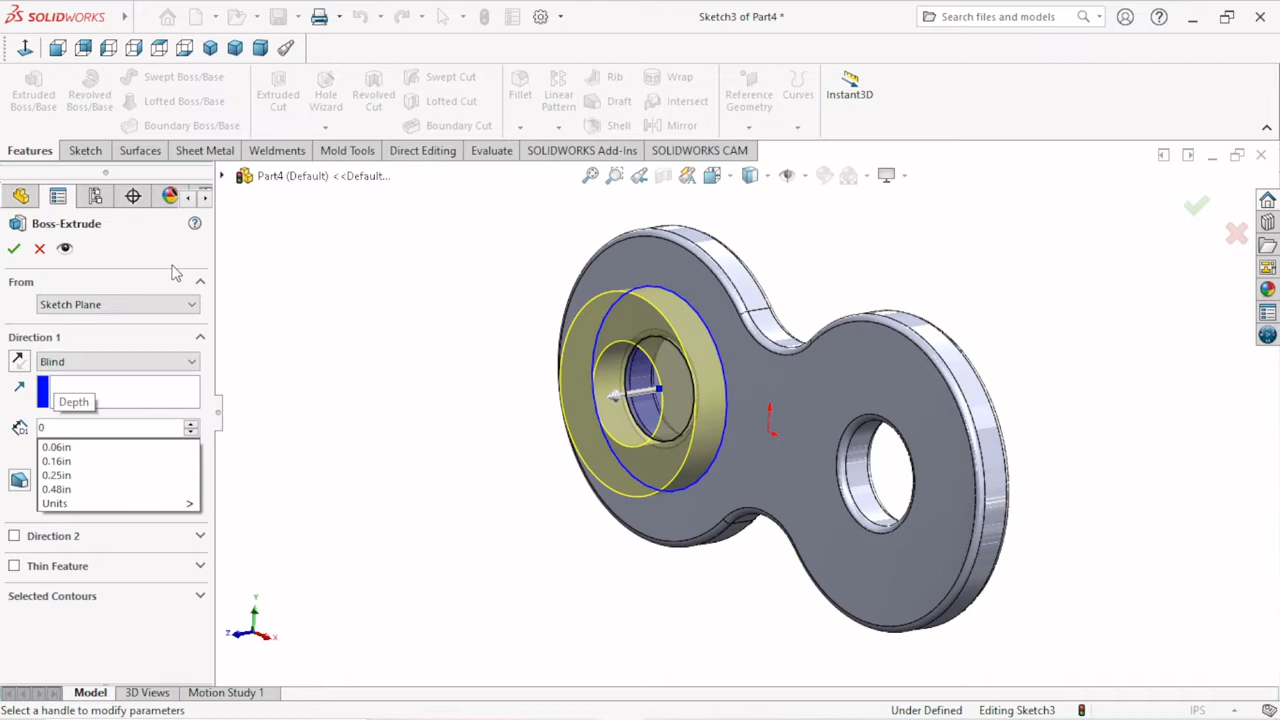 SOLIDWORKS
Sketch3 of Part4 *
Search files and models
Extruded Boss/Base
Revolved Boss/Base
Swept Boss/Base
Lofted Boss/Base
Boundary Boss/Base
Extruded Cut
Hole Wizard
Revolved Cut
Swept Cut
Lofted Cut
Boundary Cut
Fillet
Linear Pattern
Rib
Draft
Shell
Wrap
Intersect
Mirror
Reference Geometry
Curves
Instant3D
Features
Sketch
Surfaces
Sheet Metal
Weldments
Mold Tools
Direct Editing
Evaluate
SOLIDWORKS Add-Ins
SOLIDWORKS CAM
Part4 (Default) <<Default...
Boss-Extrude
From
Sketch Plane
Direction 1
Blind
Depth
0
0.06in
0.16in
0.25in
0.48in
Units >
Direction 2
Thin Feature
Selected Contours
Y
Z
X
Model
3D Views
Motion Study 1
Select a handle to modify parameters
Under Defined
Editing Sketch3
IPS